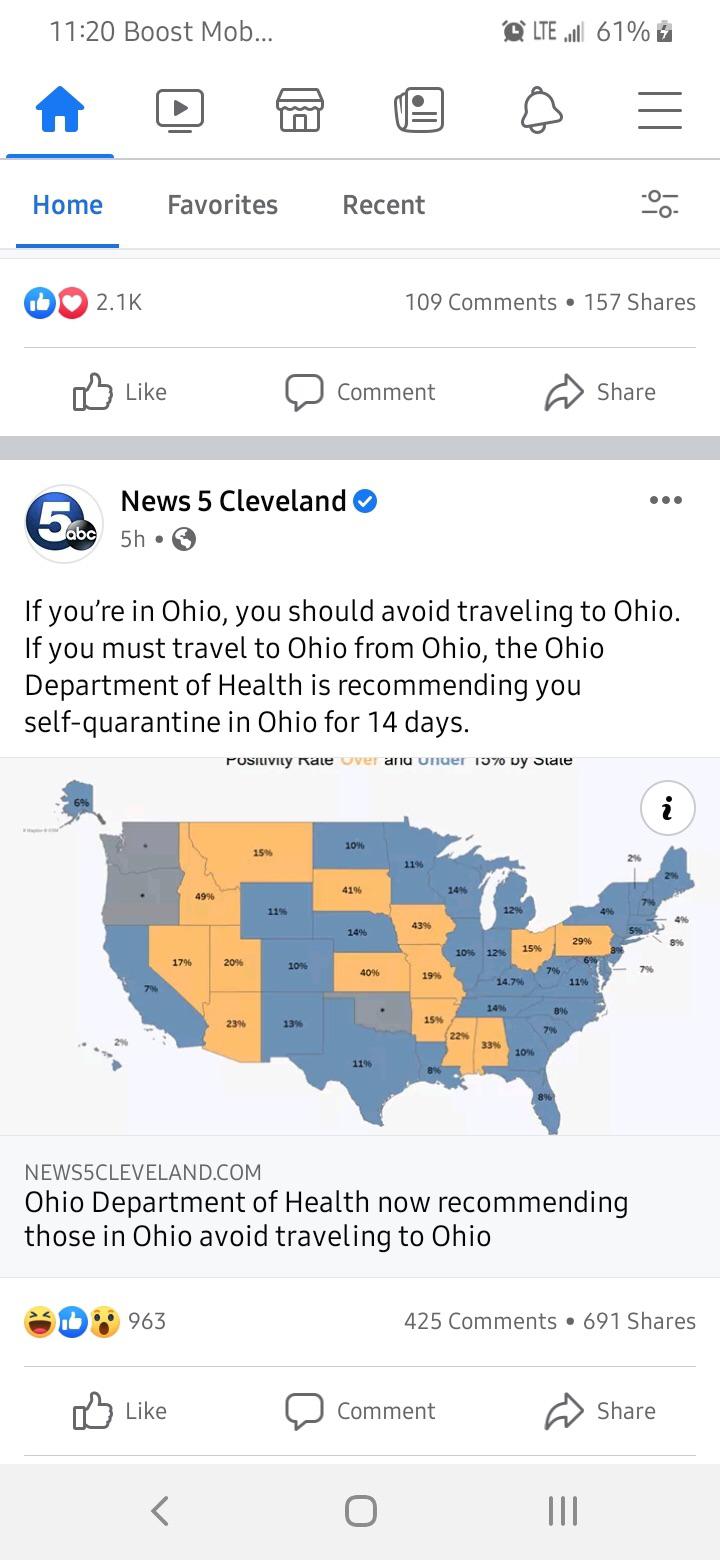 11:20 Boost Mob... LTE 61%
Home Favorites Recent
2.1K 109 Comments • 157 Shares
Like Comment Share
5 abc
News 5 Cleveland
5h •
If you’re in Ohio, you should avoid traveling to Ohio.
If you must travel to Ohio from Ohio, the Ohio
Department of Health is recommending you
self-quarantine in Ohio for 14 days.
Positivity Rate Over and Under 15% by State
i
6%
15%
10%
11%
2%
2%
49%
41%
14%
7%
11%
43%
12%
4%
4%
14%
5%
17%
20%
10%
40%
19%
10%
12%
15%
29%
8%
8%
6%
7%
7%
7%
14.7%
11%
23%
13%
15%
14%
8%
22%
33%
7%
10%
2%
11%
8%
8%
NEWS5CLEVELAND.COM
Ohio Department of Health now recommending
those in Ohio avoid traveling to Ohio
963 425 Comments • 691 Shares
Like Comment Share